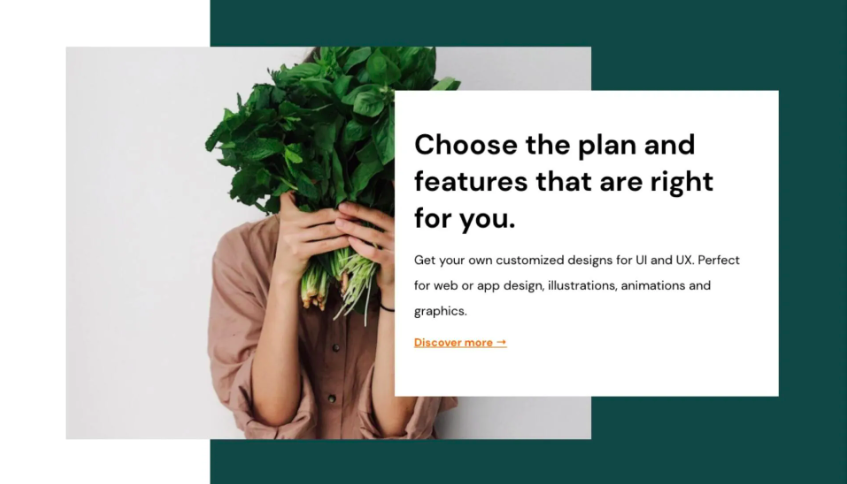 Choose the plan and
features that are right
for you.
Get your own customized designs for UI and UX. Perfect
for web or app design, illustrations, animations and
graphics.
Discover more →